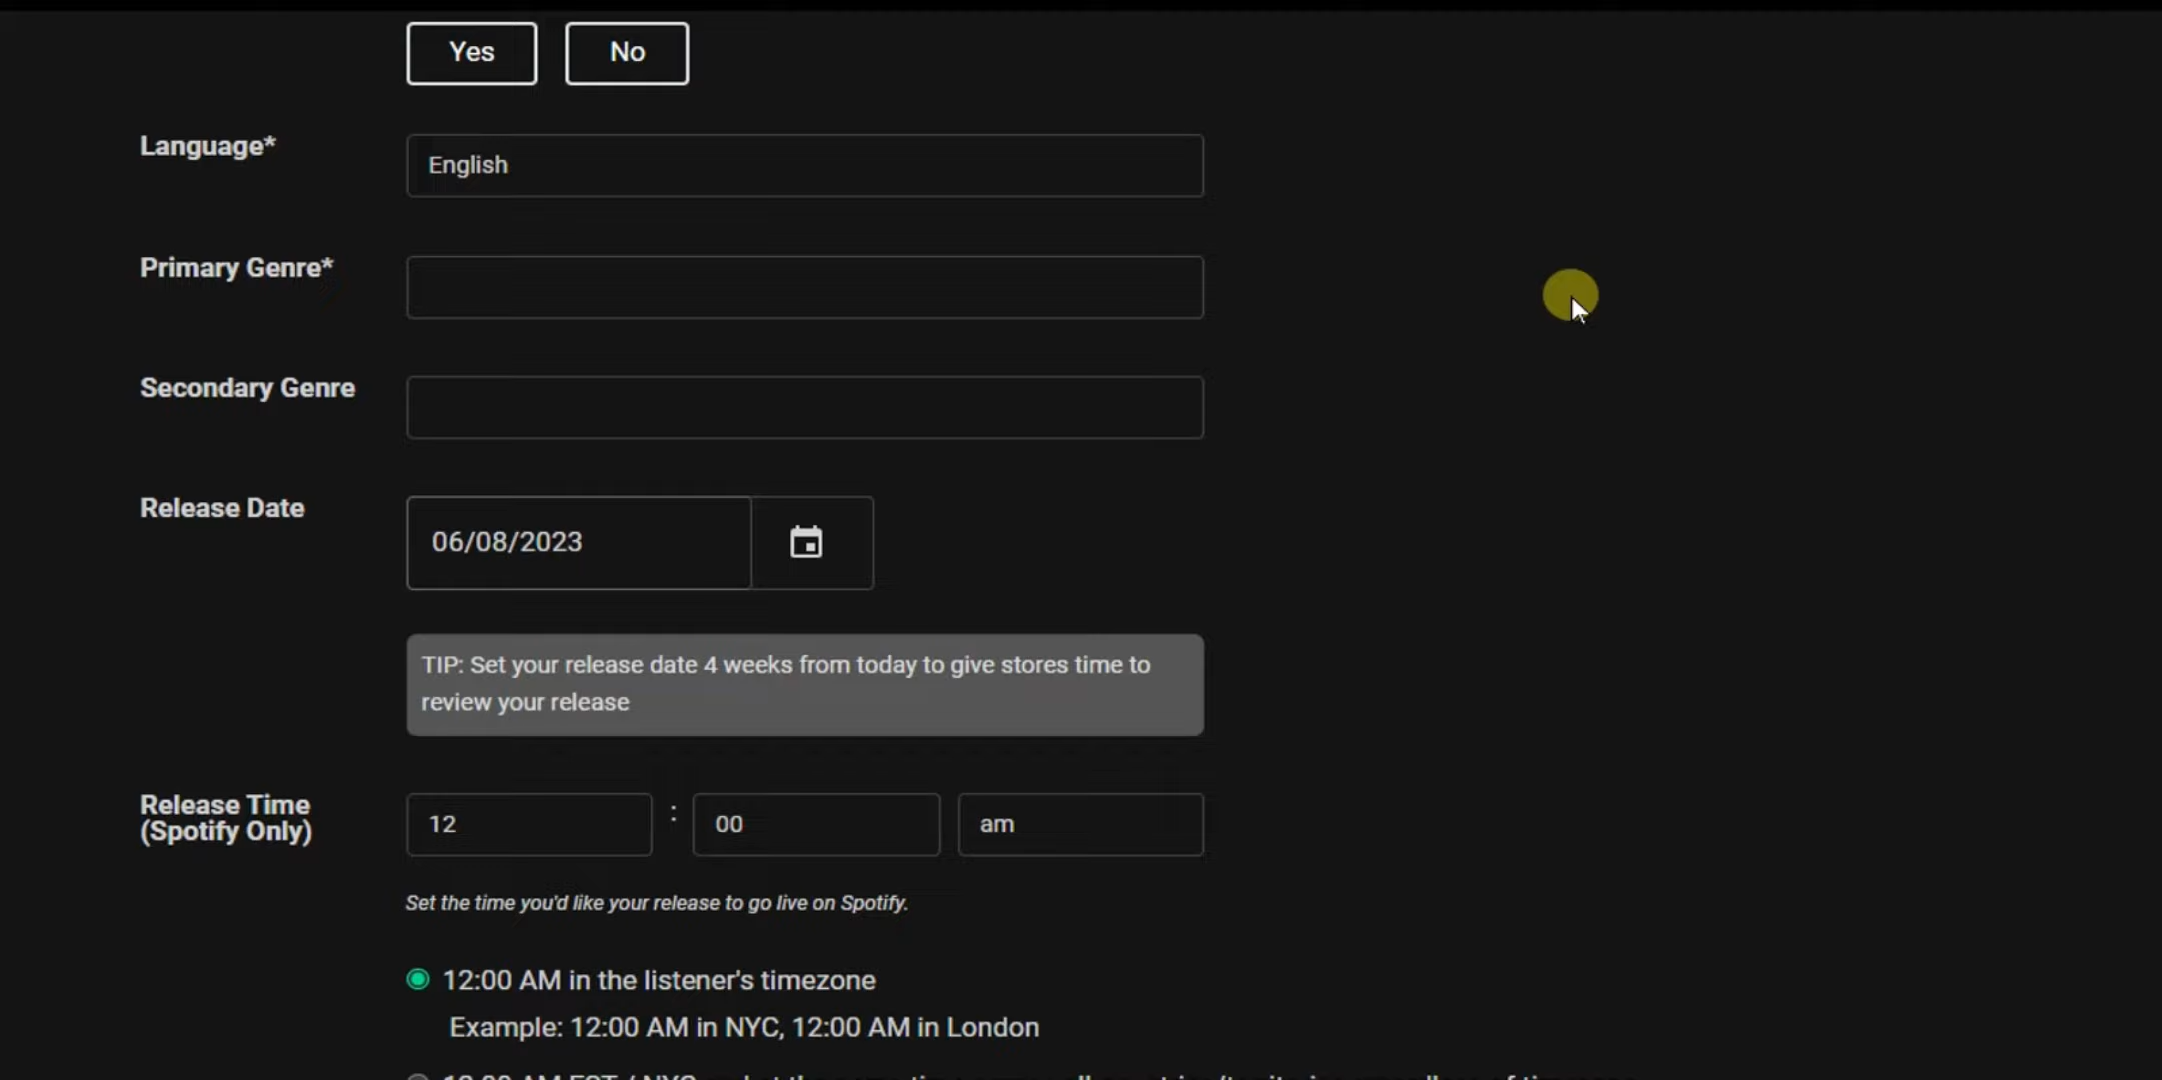 Yes No
Language*
English
Primary Genre*
Secondary Genre
Release Date
06/08/2023
TIP: Set your release date 4 weeks from today to give stores time to
review your release
Release Time
(Spotify Only)
12 : 00 am
Set the time you'd like your release to go live on Spotify.
12:00 AM in the listener's timezone
Example: 12:00 AM in NYC, 12:00 AM in London